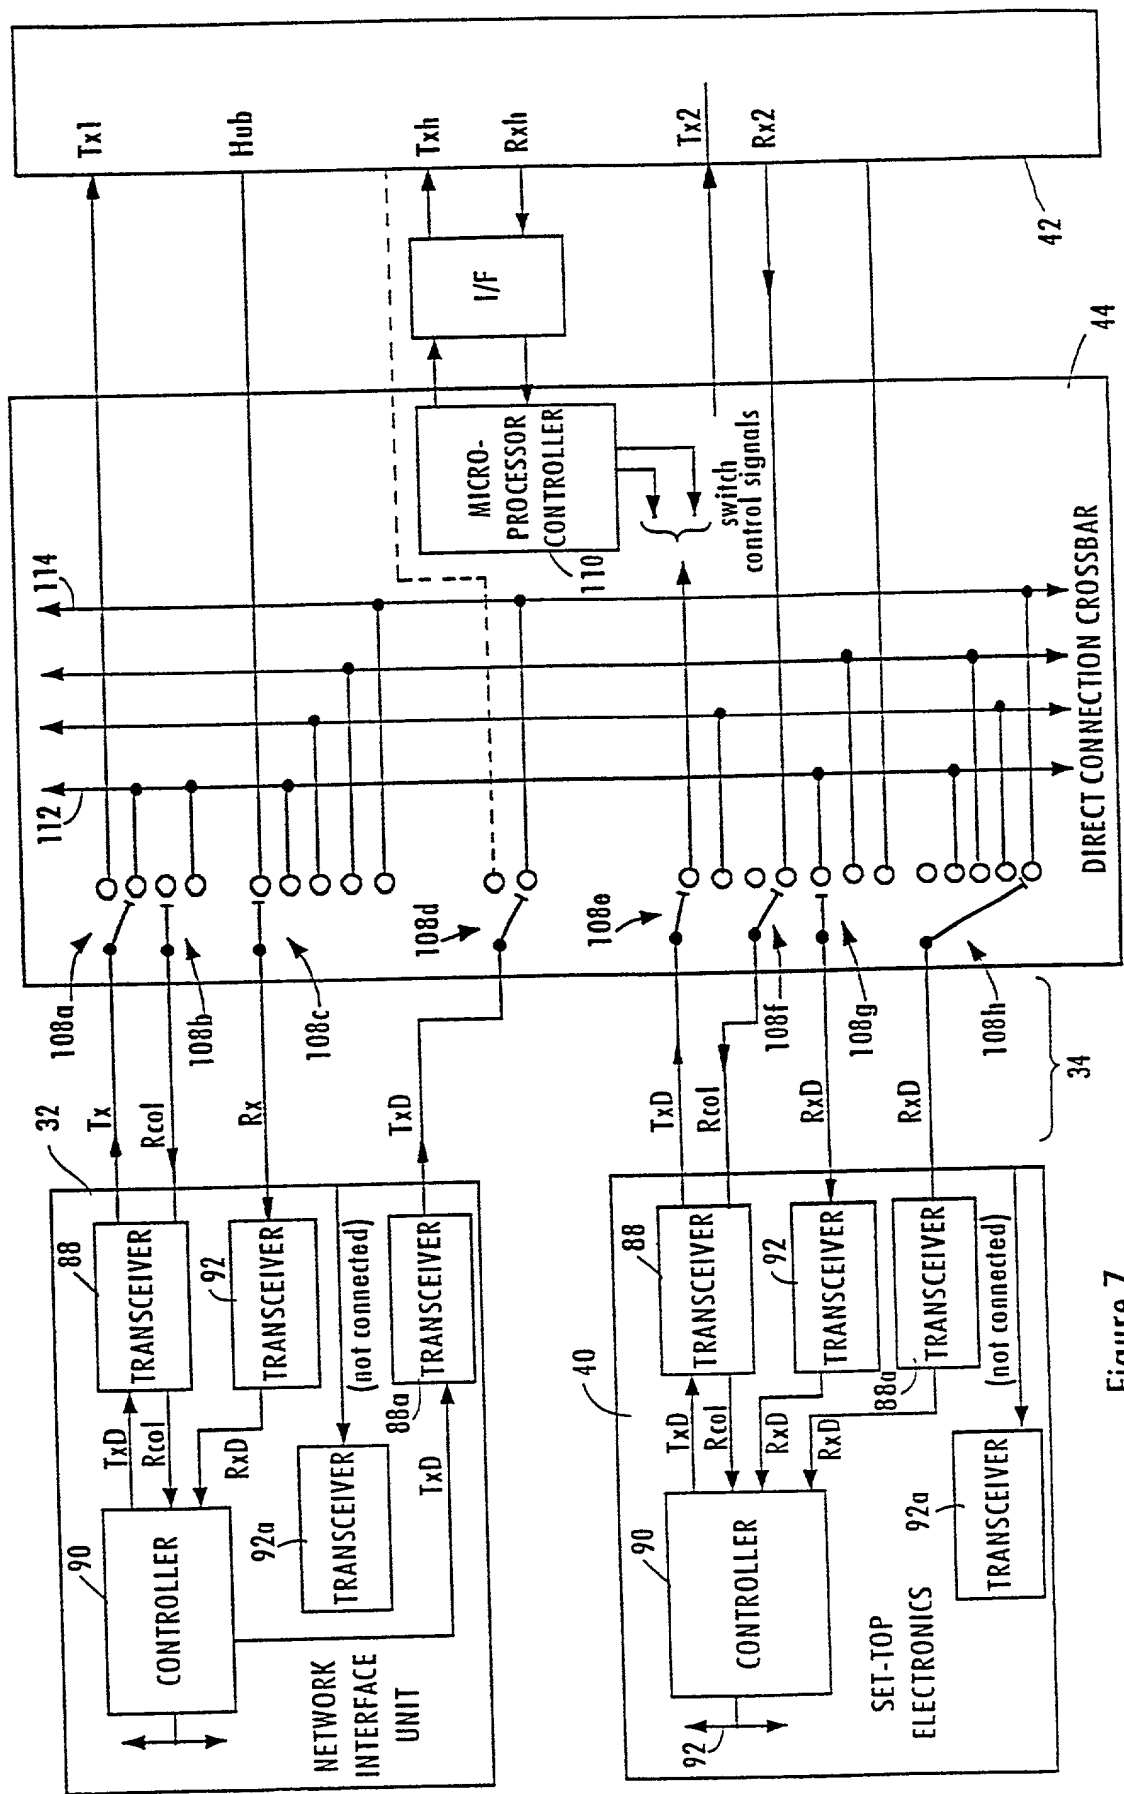 Tx1
Hub
Txh
Rxh
Tx2
Rx2
42
I/F
44
MICRO-
PROCESSOR
CONTROLLER
110
switch
control signals
114
112
DIRECT CONNECTION CROSSBAR
108a
108b
108c
108d
108e
108f
108g
108h
34
32
Tx
Rcol
Rx
TxD
TxD
Rcol
RxD
RxD
88
TRANSCEIVER
92
TRANSCEIVER
(not connected)
TRANSCEIVER
88a
TxD
Rcol
RxD
92a
TRANSCEIVER
TxD
90
CONTROLLER
NETWORK
INTERFACE
UNIT
40
88
TRANSCEIVER
92
TRANSCEIVER
88a
TRANSCEIVER
(not connected)
TxD
Rcol
RxD
RxD
90
CONTROLLER
92
92a
TRANSCEIVER
SET-TOP
ELECTRONICS
Figure 7